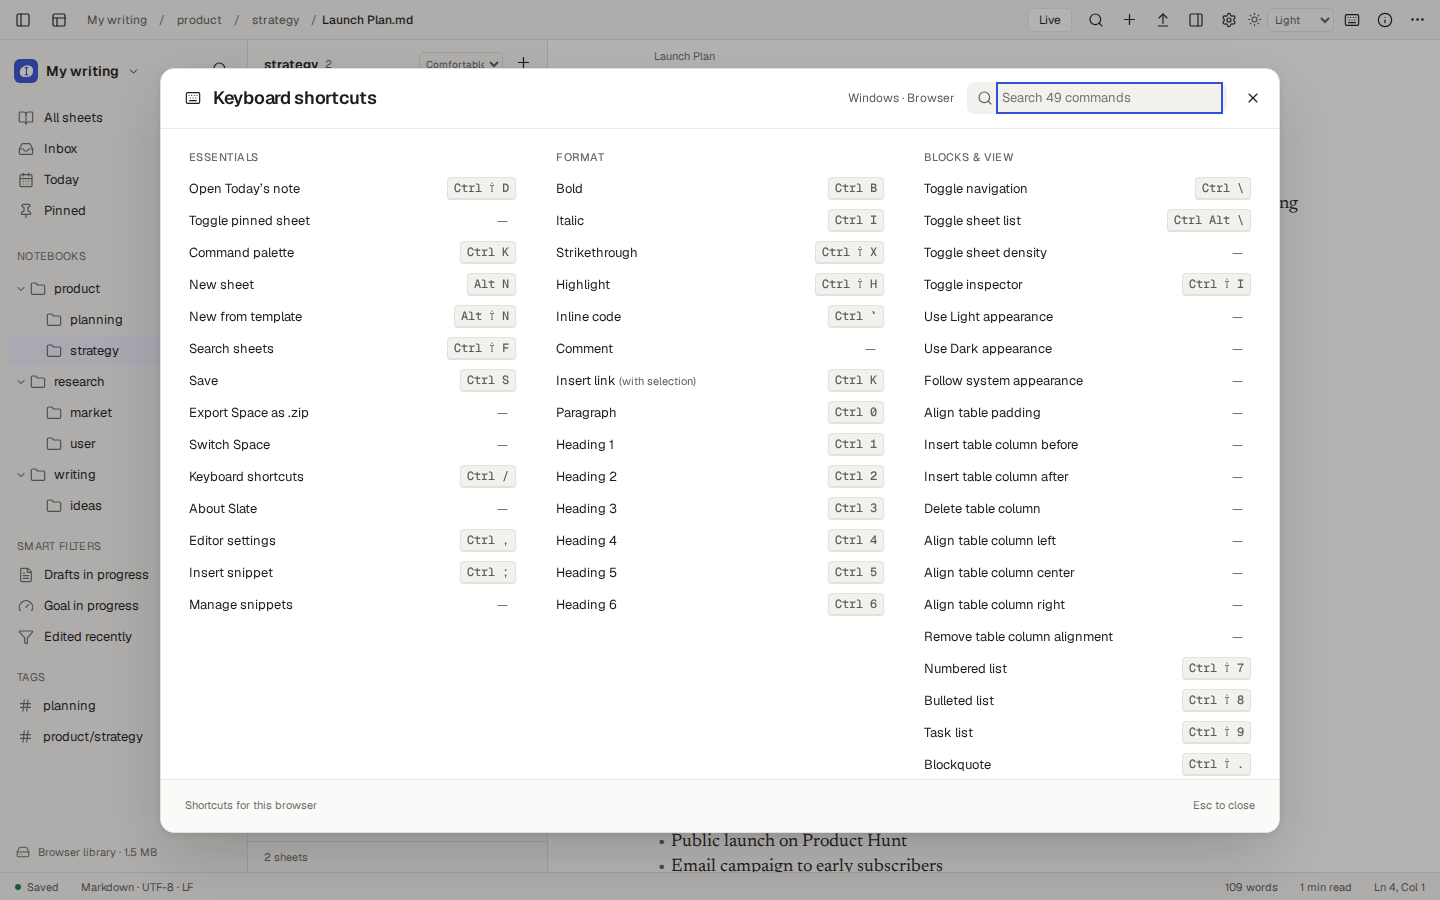 My writing / product / strategy / Launch Plan.md
Live
Light
My writing
strategy 2
Comfortable
Launch Plan
All sheets
Inbox
Today
Pinned
NOTEBOOKS
product
planning
strategy
research
market
user
writing
ideas
SMART FILTERS
Drafts in progress
Goal in progress
Edited recently
TAGS
planning
product/strategy
Browser library · 1.5 MB
Keyboard shortcuts
Windows · Browser
Search 49 commands
ESSENTIALS
Open Today's note Ctrl ⇧ D
Toggle pinned sheet —
Command palette Ctrl K
New sheet Alt N
New from template Alt ⇧ N
Search sheets Ctrl ⇧ F
Save Ctrl S
Export Space as .zip —
Switch Space —
Keyboard shortcuts Ctrl /
About Slate —
Editor settings Ctrl ,
Insert snippet Ctrl ;
Manage snippets —
FORMAT
Bold Ctrl B
Italic Ctrl I
Strikethrough Ctrl ⇧ X
Highlight Ctrl ⇧ H
Inline code Ctrl `
Comment —
Insert link (with selection) Ctrl K
Paragraph Ctrl 0
Heading 1 Ctrl 1
Heading 2 Ctrl 2
Heading 3 Ctrl 3
Heading 4 Ctrl 4
Heading 5 Ctrl 5
Heading 6 Ctrl 6
BLOCKS & VIEW
Toggle navigation Ctrl \
Toggle sheet list Ctrl Alt \
Toggle sheet density —
Toggle inspector Ctrl ⇧ I
Use Light appearance —
Use Dark appearance —
Follow system appearance —
Align table padding —
Insert table column before —
Insert table column after —
Delete table column —
Align table column left —
Align table column center —
Align table column right —
Remove table column alignment —
Numbered list Ctrl ⇧ 7
Bulleted list Ctrl ⇧ 8
Task list Ctrl ⇧ 9
Blockquote Ctrl ⇧ .
Shortcuts for this browser
Esc to close
• Public launch on Product Hunt
• Email campaign to early subscribers
2 sheets
Saved
Markdown · UTF-8 · LF
109 words
1 min read
Ln 4, Col 1